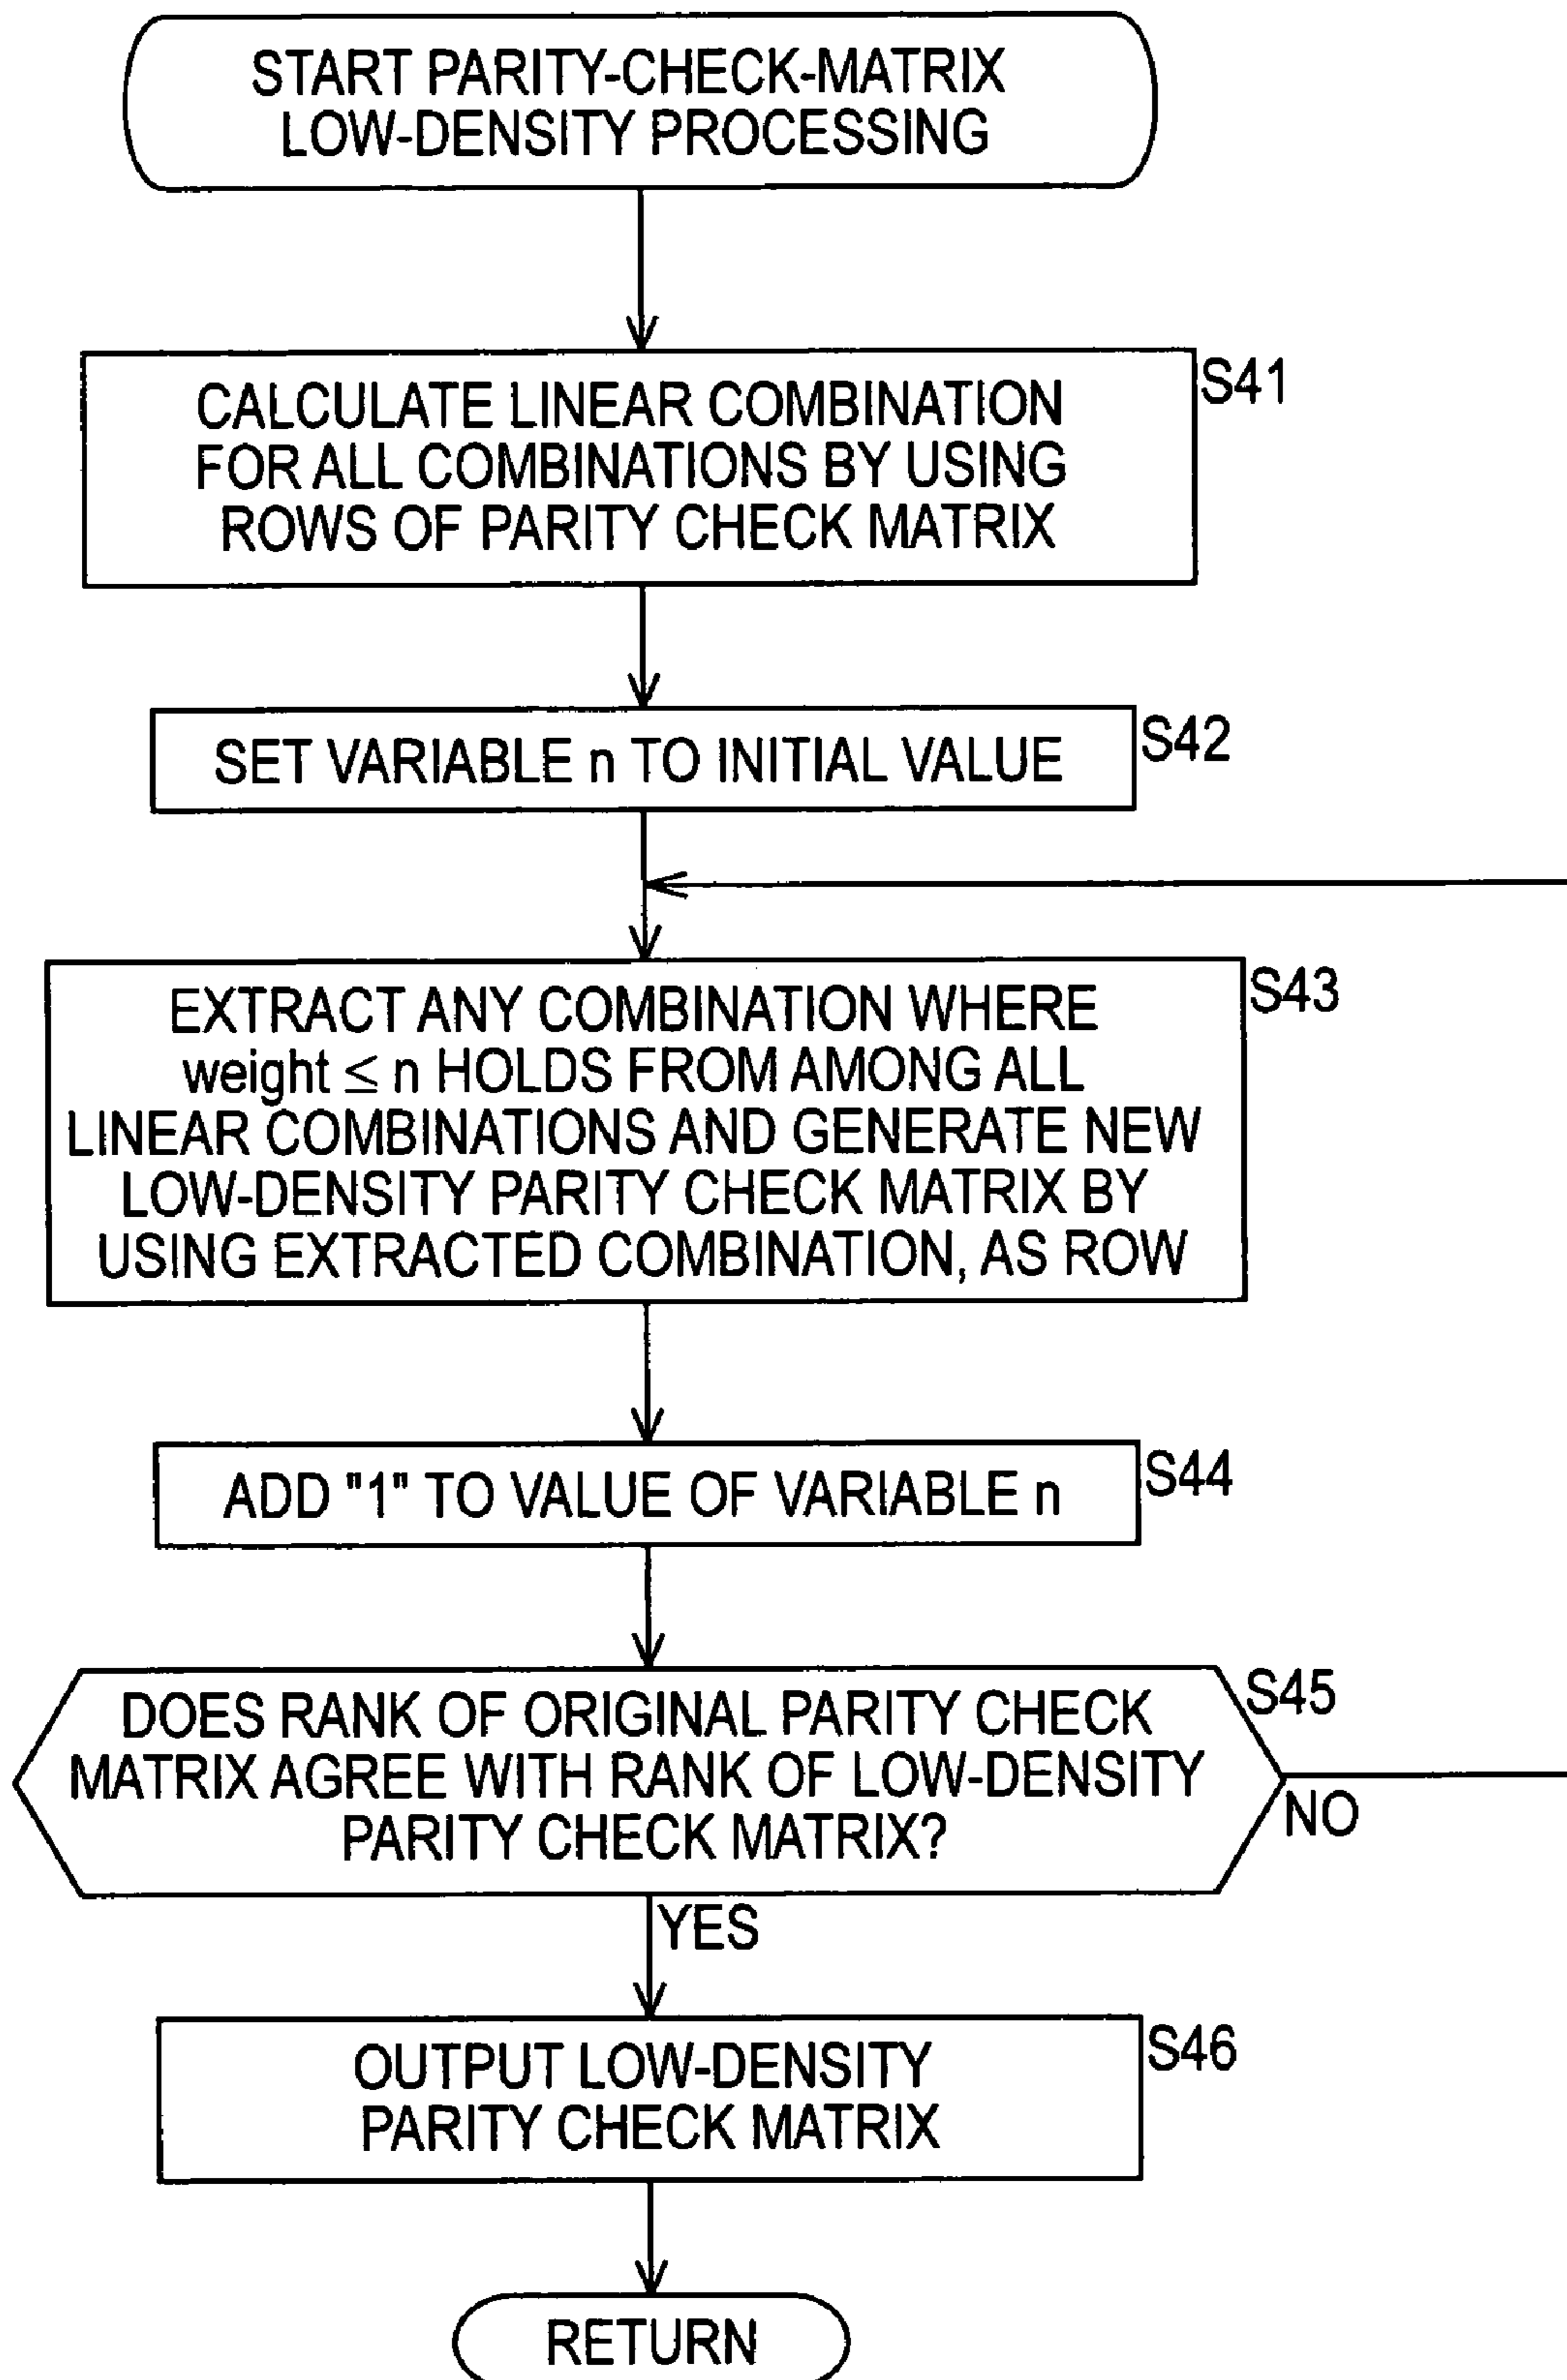 START PARITY-CHECK-MATRIX
LOW-DENSITY PROCESSING
CALCULATE LINEAR COMBINATION
FOR ALL COMBINATIONS BY USING
ROWS OF PARITY CHECK MATRIX
S41
SET VARIABLE n TO INITIAL VALUE
S42
EXTRACT ANY COMBINATION WHERE
weight ≤ n HOLDS FROM AMONG ALL
LINEAR COMBINATIONS AND GENERATE NEW
LOW-DENSITY PARITY CHECK MATRIX BY
USING EXTRACTED COMBINATION, AS ROW
S43
ADD "1" TO VALUE OF VARIABLE n
S44
DOES RANK OF ORIGINAL PARITY CHECK
MATRIX AGREE WITH RANK OF LOW-DENSITY
PARITY CHECK MATRIX?
S45
NO
YES
OUTPUT LOW-DENSITY
PARITY CHECK MATRIX
S46
RETURN